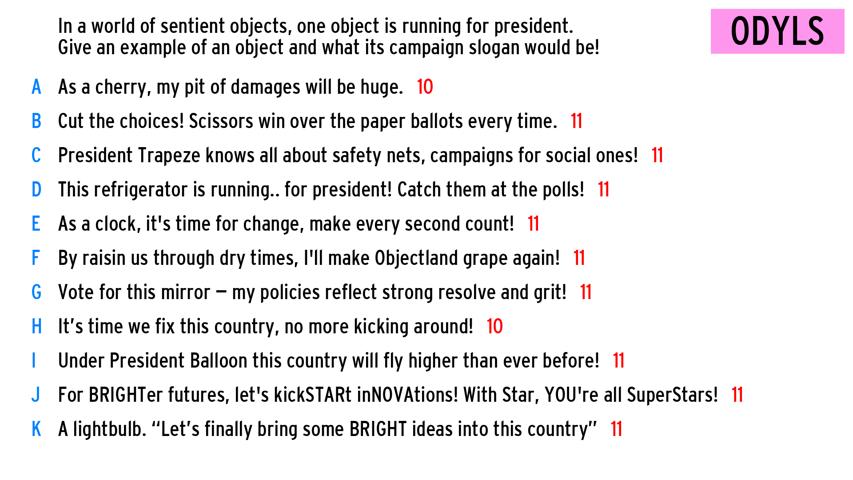 In a world of sentient objects, one object is running for president.
Give an example of an object and what its campaign slogan would be!
ODYLS
A As a cherry, my pit of damages will be huge. 10
B Cut the choices! Scissors win over the paper ballots every time. 11
C President Trapeze knows all about safety nets, campaigns for social ones! 11
D This refrigerator is running.. for president! Catch them at the polls! 11
E As a clock, it's time for change, make every second count! 11
F By raisin us through dry times, I'll make Objectland grape again! 11
G Vote for this mirror – my policies reflect strong resolve and grit! 11
H It’s time we fix this country, no more kicking around! 10
I Under President Balloon this country will fly higher than ever before! 11
J For BRIGHTer futures, let's kickSTARt inNOVAtions! With Star, YOU're all SuperStars! 11
K A lightbulb. “Let’s finally bring some BRIGHT ideas into this country” 11